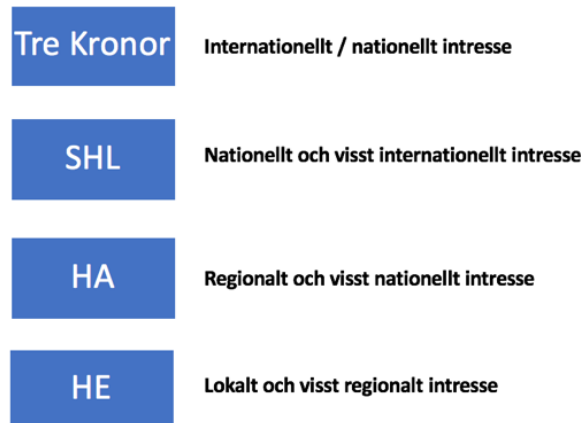 Tre Kronor Internationellt / nationellt intresse
SHL Nationellt och visst internationellt intresse
HA Regionalt och visst nationellt intresse
HE Lokalt och visst regionalt intresse